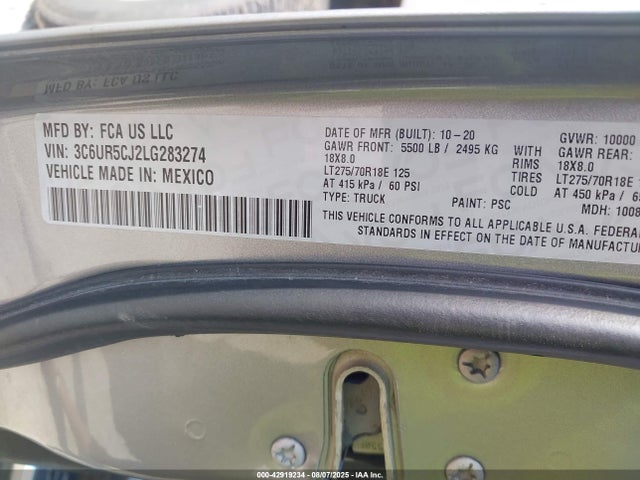 MFD BY: FCA US LLC
VIN: 3C6UR5CJ2LG283274
VEHICLE MADE IN: MEXICO
DATE OF MFR (BUILT): 10-20
GVWR: 10000
GAWR FRONT: 5500 LB / 2495 KG
WITH
GAWR REAR:
18X8.0
RIMS
18X8.0
LT275/70R18E 125
TIRES
LT275/70R18E
AT 415 kPa / 60 PSI
COLD
AT 450 kPa /
TYPE: TRUCK
PAINT: PSC
MDH:
THIS VEHICLE CONFORMS TO ALL APPLICABLE U.S.A. FEDERAL
STANDARDS IN EFFECT ON THE DATE OF MANUFACTUR
000-42919234 - 08/07/2025 - IAA Inc.